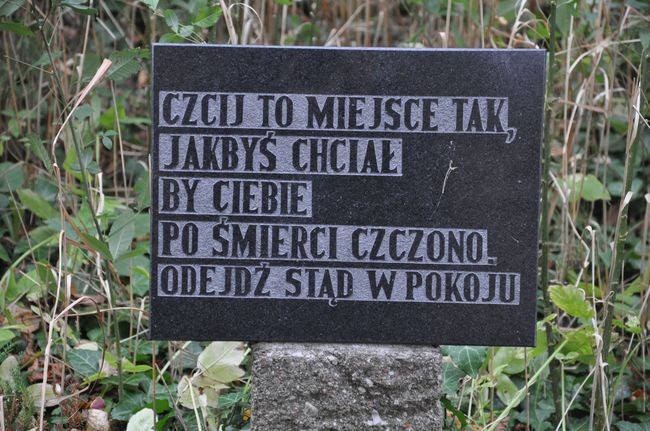 CZCIJ TO MIEJSCE TAK,
JAKBYŚ CHCIAŁ
BY CIEBIE
PO ŚMIERCI CZCZONO.
ODEJDŹ STĄD W POKOJU